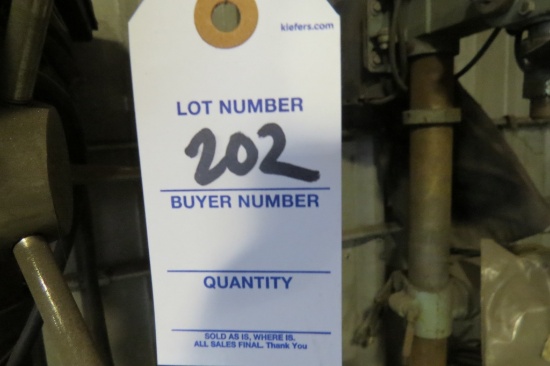 kiefers.com
LOT NUMBER
202
BUYER NUMBER
QUANTITY
SOLD AS IS, WHERE IS.
ALL SALES FINAL. Thank You